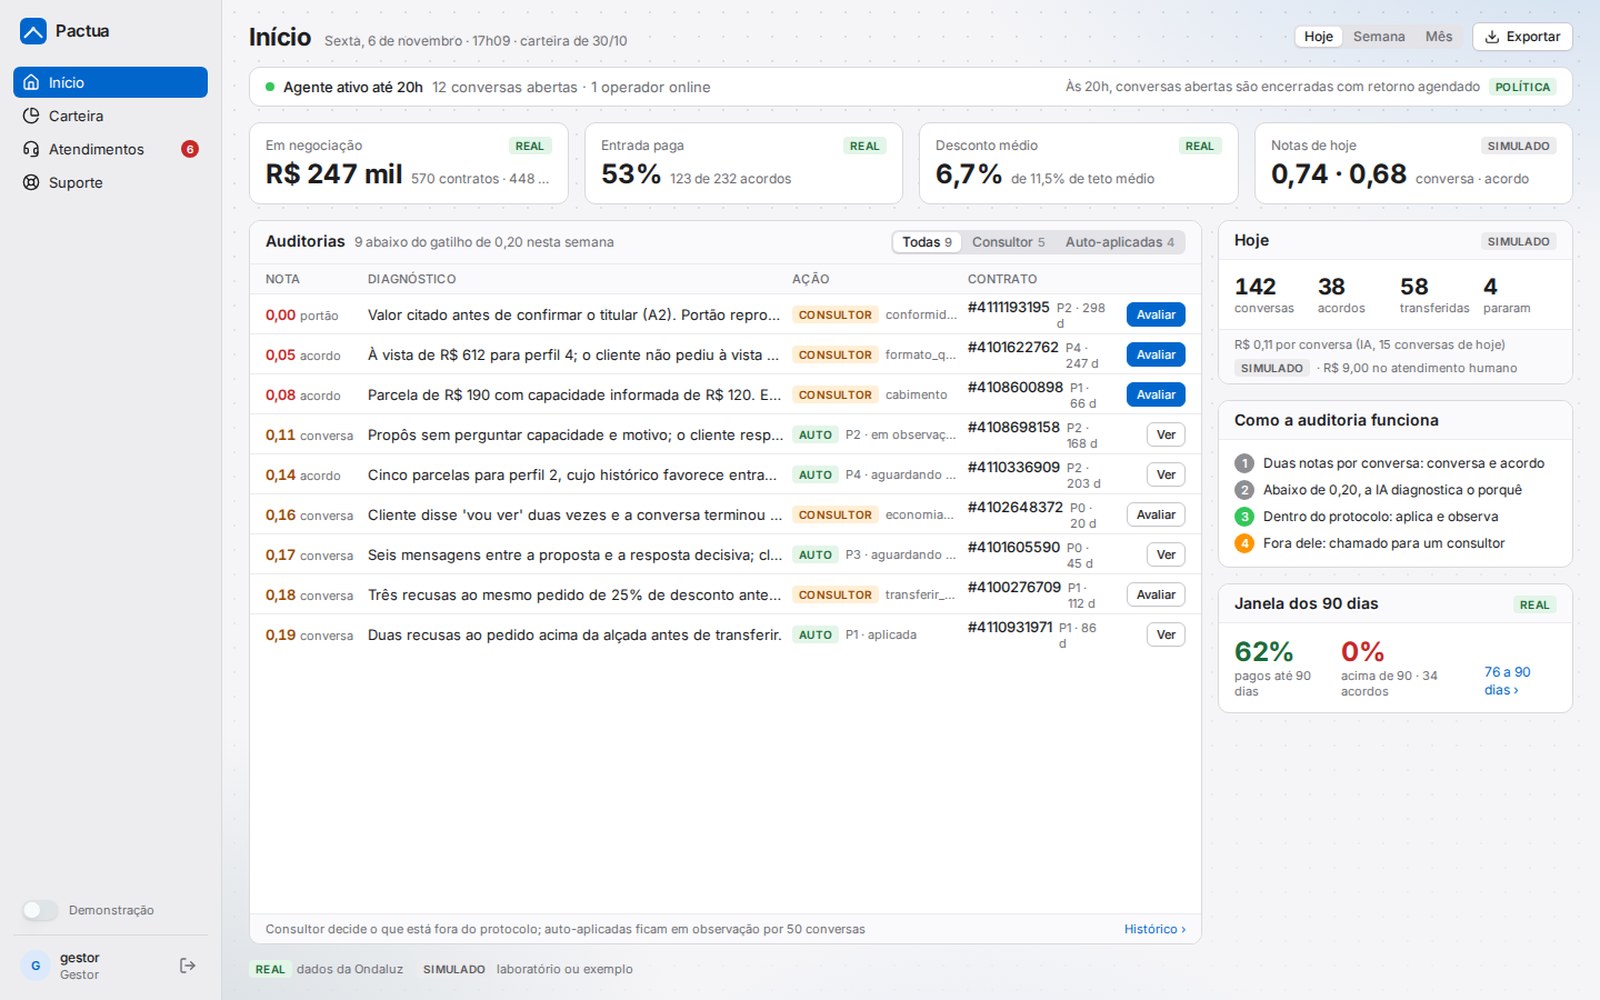 Pactua
Início
Carteira
Atendimentos 6
Suporte
Demonstração
G gestor
Gestor
Início Sexta, 6 de novembro · 17h09 · carteira de 30/10
Hoje Semana Mês Exportar
Agente ativo até 20h 12 conversas abertas · 1 operador online
Às 20h, conversas abertas são encerradas com retorno agendado POLÍTICA
Em negociação REAL
R$ 247 mil 570 contratos · 448 ...
Entrada paga REAL
53% 123 de 232 acordos
Desconto médio REAL
6,7% de 11,5% de teto médio
Notas de hoje SIMULADO
0,74 · 0,68 conversa · acordo
Auditorias 9 abaixo do gatilho de 0,20 nesta semana
Todas 9 Consultor 5 Auto-aplicadas 4
NOTA DIAGNÓSTICO AÇÃO CONTRATO
0,00 portão Valor citado antes de confirmar o titular (A2). Portão repro... CONSULTOR conformid... #4111193195 P2 · 298 d Avaliar
0,05 acordo À vista de R$ 612 para perfil 4; o cliente não pediu à vista ... CONSULTOR formato_q... #4101622762 P4 · 247 d Avaliar
0,08 acordo Parcela de R$ 190 com capacidade informada de R$ 120. E... CONSULTOR cabimento #4108600898 P1 · 66 d Avaliar
0,11 conversa Propôs sem perguntar capacidade e motivo; o cliente resp... AUTO P2 · em observaç... #4108698158 P2 · 168 d Ver
0,14 acordo Cinco parcelas para perfil 2, cujo histórico favorece entra... AUTO P4 · aguardando ... #4110336909 P2 · 203 d Ver
0,16 conversa Cliente disse 'vou ver' duas vezes e a conversa terminou ... CONSULTOR economia... #4102648372 P0 · 20 d Avaliar
0,17 conversa Seis mensagens entre a proposta e a resposta decisiva; cl... AUTO P3 · aguardando ... #4101605590 P0 · 45 d Ver
0,18 conversa Três recusas ao mesmo pedido de 25% de desconto ante... CONSULTOR transferir_... #4100276709 P1 · 112 d Avaliar
0,19 conversa Duas recusas ao pedido acima da alçada antes de transferir. AUTO P1 · aplicada #4110931971 P1 · 86 d Ver
Consultor decide o que está fora do protocolo; auto-aplicadas ficam em observação por 50 conversas Histórico ›
Hoje SIMULADO
142 38 58 4
conversas acordos transferidas pararam
R$ 0,11 por conversa (IA, 15 conversas de hoje)
SIMULADO · R$ 9,00 no atendimento humano
Como a auditoria funciona
1 Duas notas por conversa: conversa e acordo
2 Abaixo de 0,20, a IA diagnostica o porquê
3 Dentro do protocolo: aplica e observa
4 Fora dele: chamado para um consultor
Janela dos 90 dias REAL
62% 0%
pagos até 90 dias
acima de 90 · 34 acordos
76 a 90 dias ›
REAL dados da Ondaluz SIMULADO laboratório ou exemplo